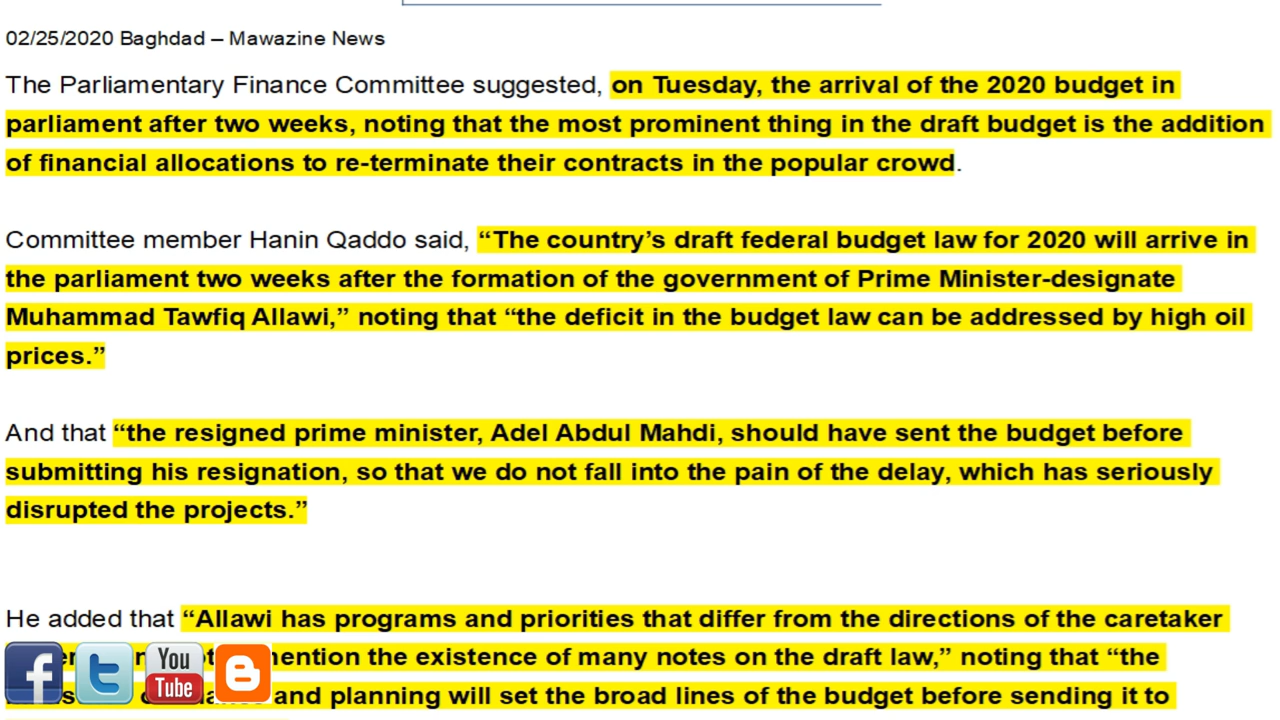 02/25/2020 Baghdad – Mawazine News
The Parliamentary Finance Committee suggested, on Tuesday, the arrival of the 2020 budget in
parliament after two weeks, noting that the most prominent thing in the draft budget is the addition
of financial allocations to re-terminate their contracts in the popular crowd.
Committee member Hanin Qaddo said, “The country’s draft federal budget law for 2020 will arrive in
the parliament two weeks after the formation of the government of Prime Minister-designate
Muhammad Tawfiq Allawi,” noting that “the deficit in the budget law can be addressed by high oil
prices.”
And that “the resigned prime minister, Adel Abdul Mahdi, should have sent the budget before
submitting his resignation, so that we do not fall into the pain of the delay, which has seriously
disrupted the projects.”
He added that “Allawi has programs and priorities that differ from the directions of the caretaker
mention the existence of many notes on the draft law,” noting that “the
and planning will set the broad lines of the budget before sending it to
f t You Tube B